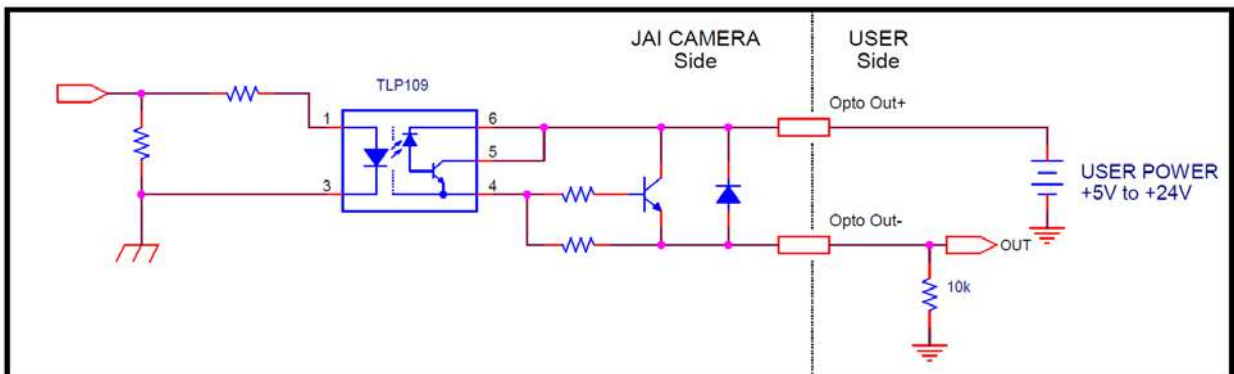 JAI CAMERA
Side
USER
Side
TLP109
1
3
6
5
4
Opto Out+
USER POWER
+5V to +24V
Opto Out-
OUT
10k